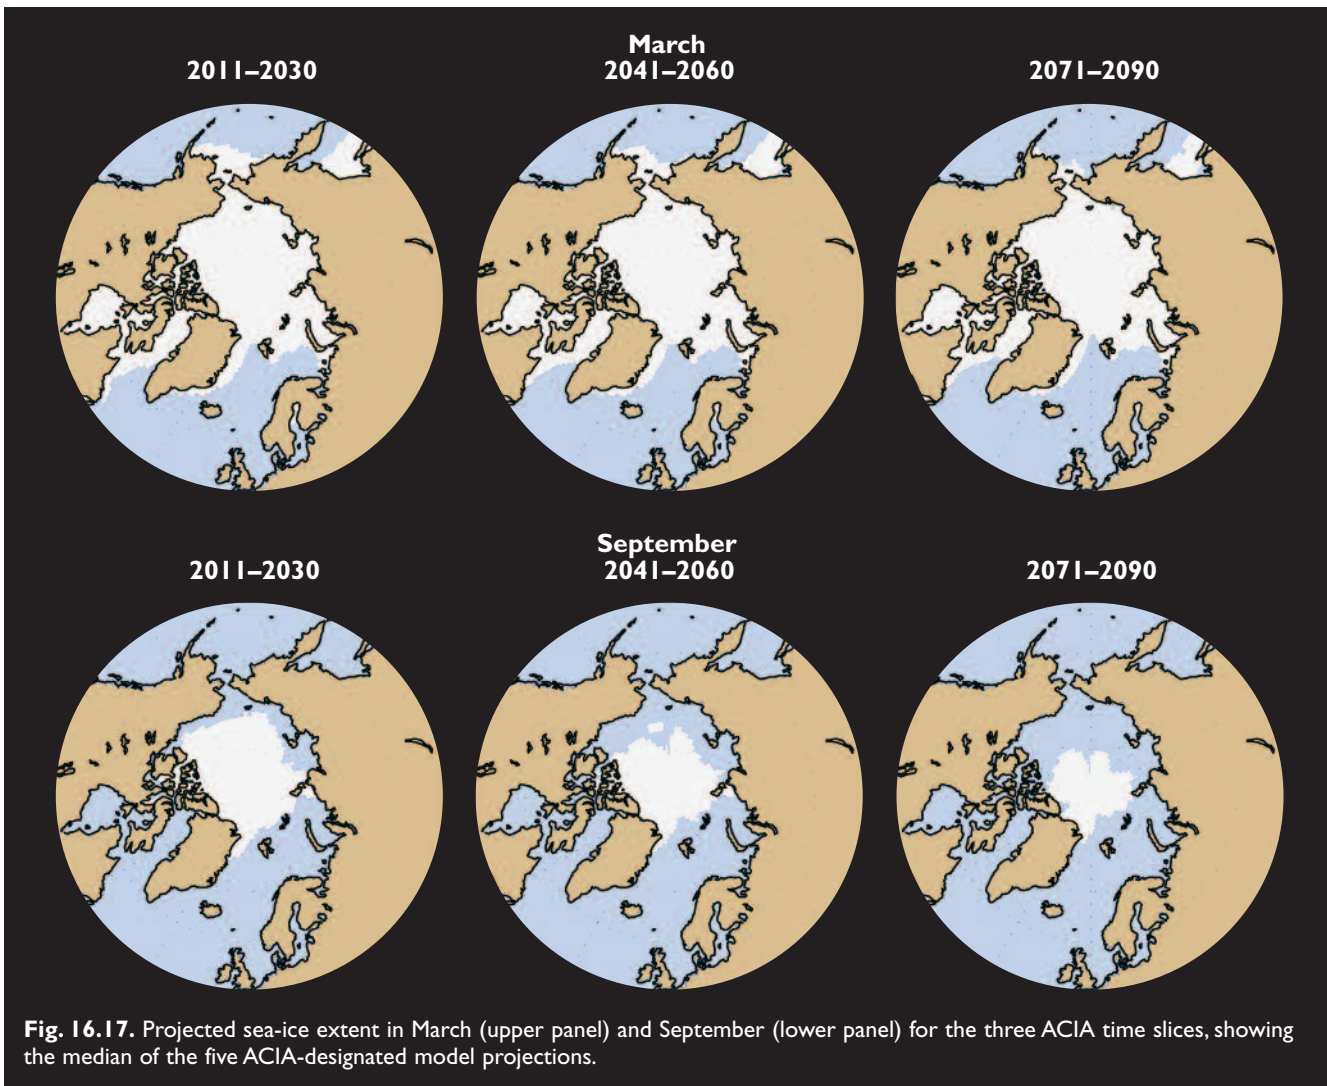 March
2011–2030 2041–2060 2071–2090
September
2011–2030 2041–2060 2071–2090
Fig. 16.17. Projected sea-ice extent in March (upper panel) and September (lower panel) for the three ACIA time slices, showing
the median of the five ACIA-designated model projections.